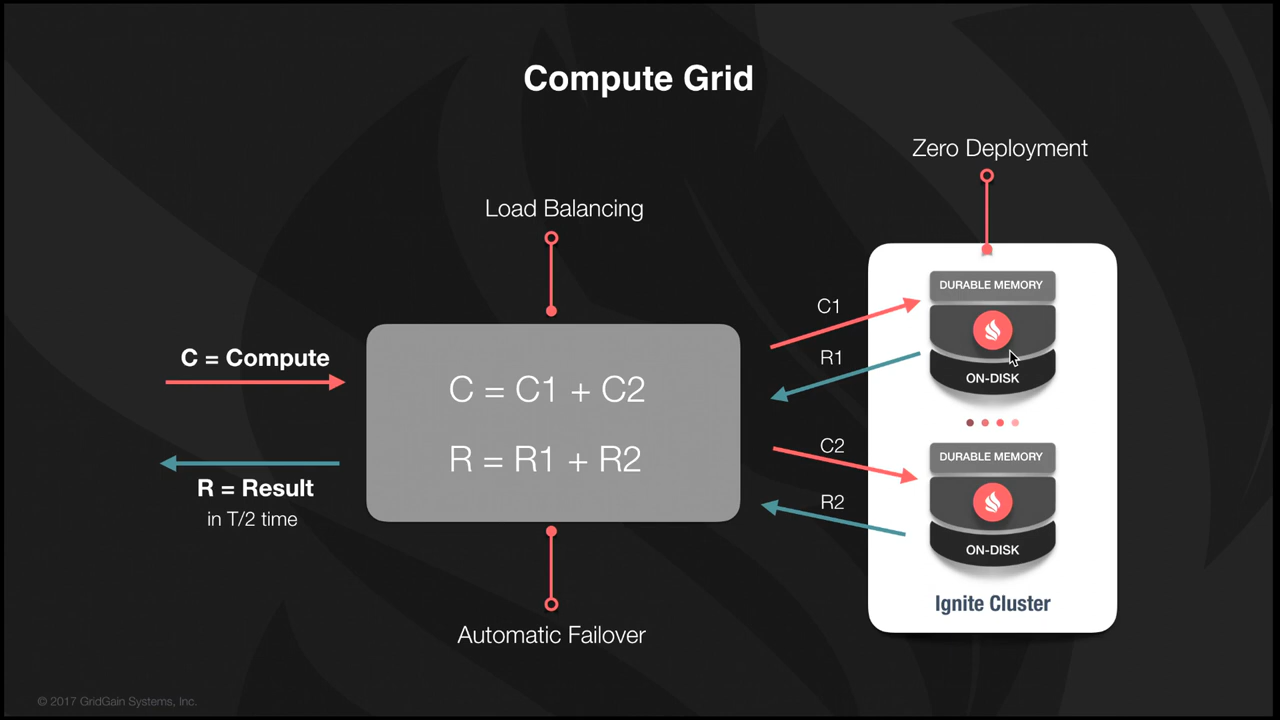 Compute Grid
Zero Deployment
Load Balancing
DURABLE MEMORY
C1
C = Compute
R1
ON-DISK
C = C1 + C2
R = R1 + R2
C2
DURABLE MEMORY
R = Result
in T/2 time
R2
ON-DISK
Ignite Cluster
Automatic Failover
© 2017 GridGain Systems, Inc.